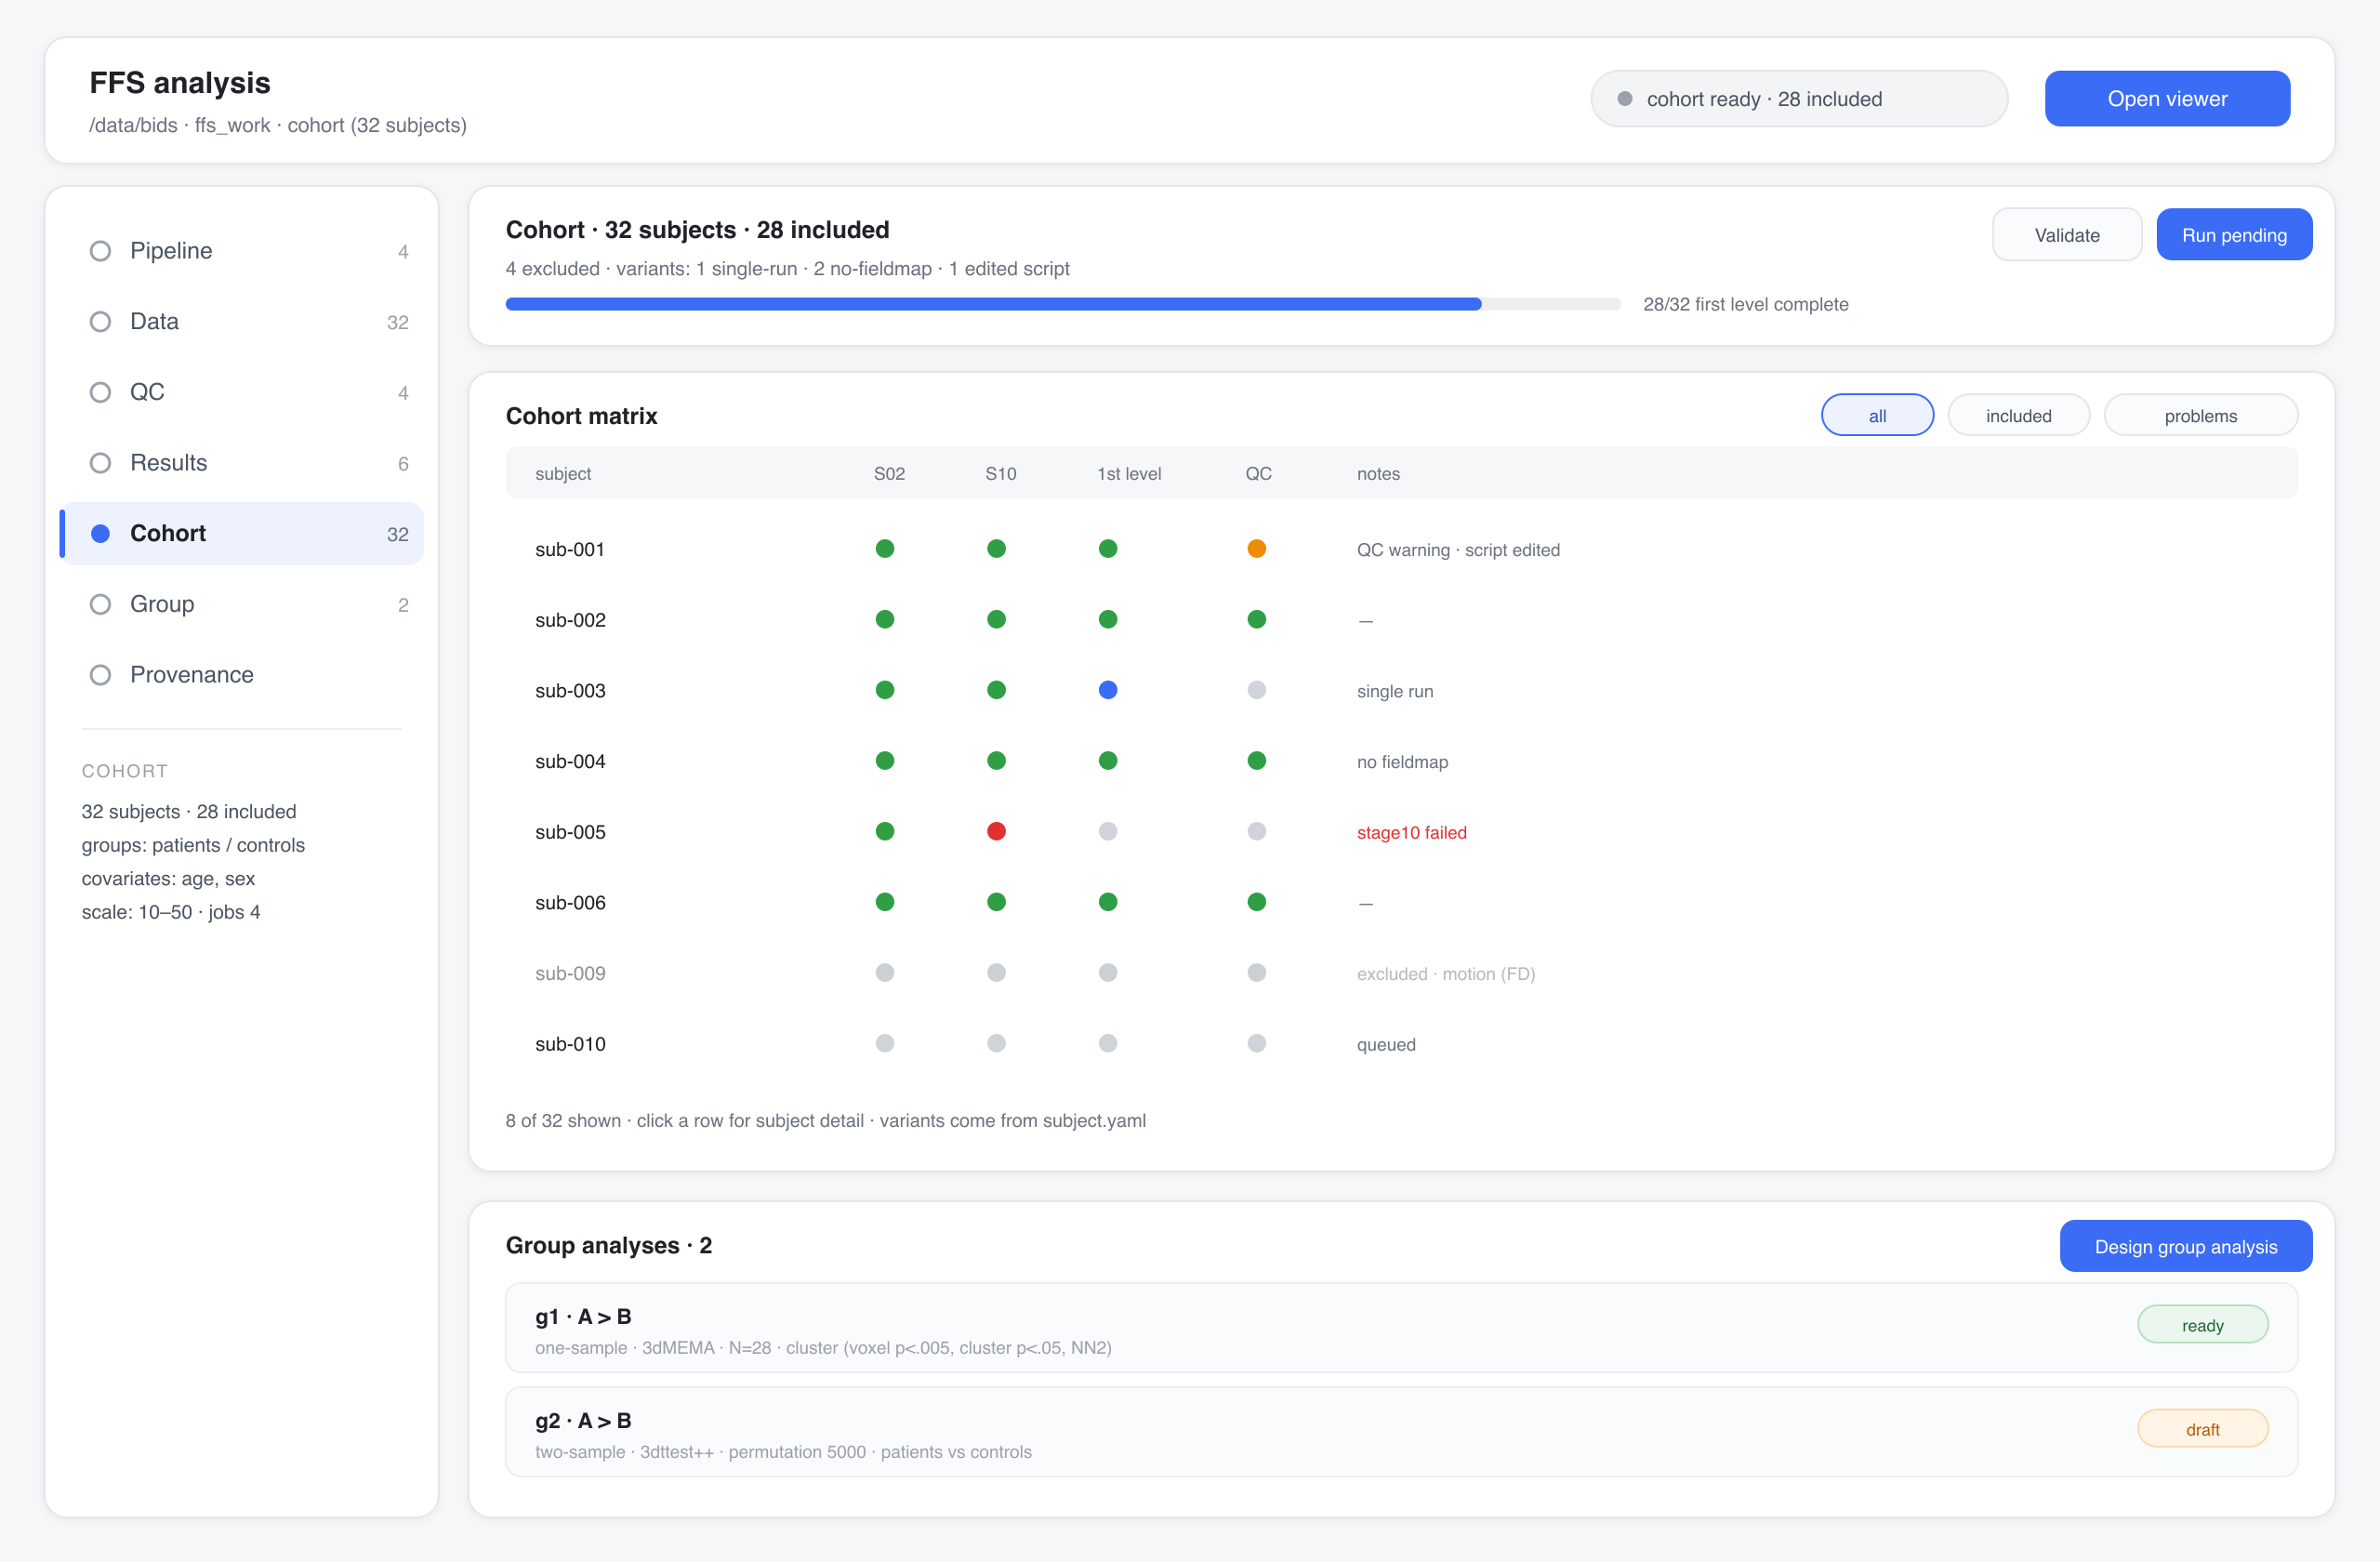 FFS analysis
/data/bids · ffs_work · cohort (32 subjects)
cohort ready · 28 included
Open viewer
Pipeline 4
Data 32
QC 4
Results 6
Cohort 32
Group 2
Provenance
COHORT
32 subjects · 28 included
groups: patients / controls
covariates: age, sex
scale: 10–50 · jobs 4
Cohort · 32 subjects · 28 included
4 excluded · variants: 1 single-run · 2 no-fieldmap · 1 edited script
28/32 first level complete
Validate
Run pending
Cohort matrix
all
included
problems
subject S02 S10 1st level QC notes
sub-001 QC warning · script edited
sub-002 —
sub-003 single run
sub-004 no fieldmap
sub-005 stage10 failed
sub-006 —
sub-009 excluded · motion (FD)
sub-010 queued
8 of 32 shown · click a row for subject detail · variants come from subject.yaml
Group analyses · 2
Design group analysis
g1 · A > B
one-sample · 3dMEMA · N=28 · cluster (voxel p<.005, cluster p<.05, NN2)
ready
g2 · A > B
two-sample · 3dttest++ · permutation 5000 · patients vs controls
draft